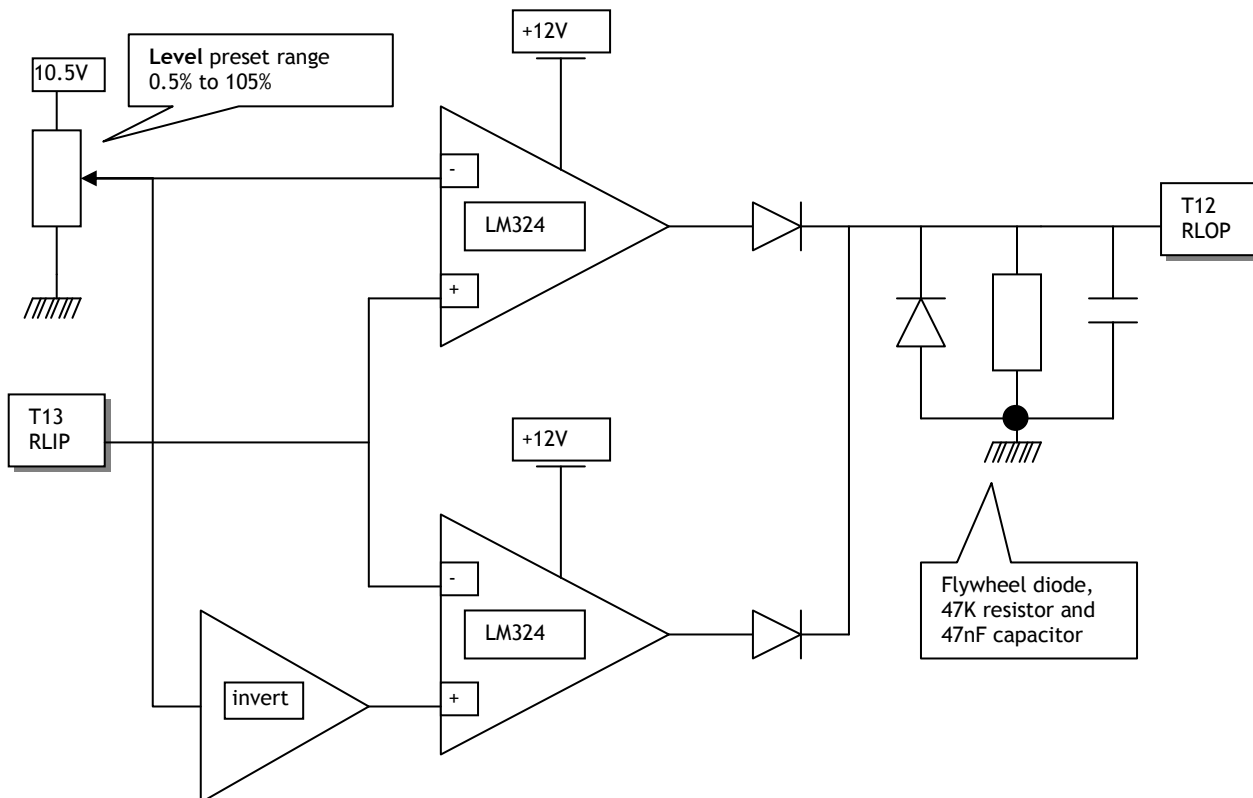 +12V
Level preset range
0.5% to 105%
10.5V
-
LM324
+
T12
RLOP
T13
RLIP
+12V
-
LM324
+
invert
Flywheel diode,
47K resistor and
47nF capacitor